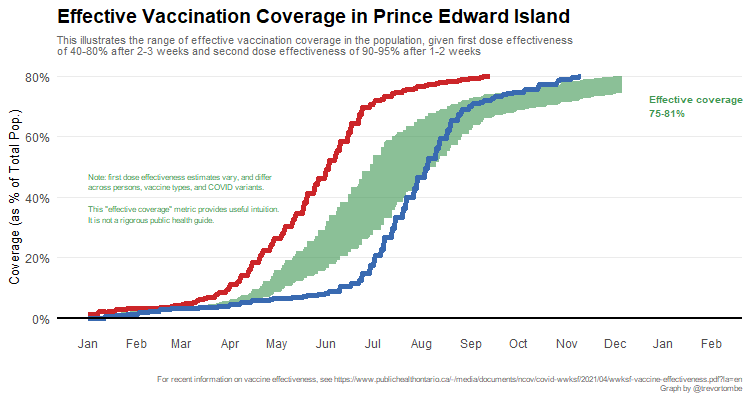 Effective Vaccination Coverage in Prince Edward Island
This illustrates the range of effective vaccination coverage in the population, given first dose effectiveness
of 40-80% after 2-3 weeks and second dose effectiveness of 90-95% after 1-2 weeks
Coverage (as % of Total Pop.)
80%
60%
40%
20%
0%
Effective coverage
75-81%
Note: first dose effectiveness estimates vary, and differ
across persons, vaccine types, and COVID variants.
This "effective coverage" metric provides useful intuition.
It is not a rigorous public health guide.
Jan Feb Mar Apr May Jun Jul Aug Sep Oct Nov Dec Jan Feb
For recent information on vaccine effectiveness, see https://www.publichealthontario.ca/-/media/documents/ncov/covid-wwksf/2021/04/wwksf-vaccine-effectiveness.pdf?la=en
Graph by @trevortombe